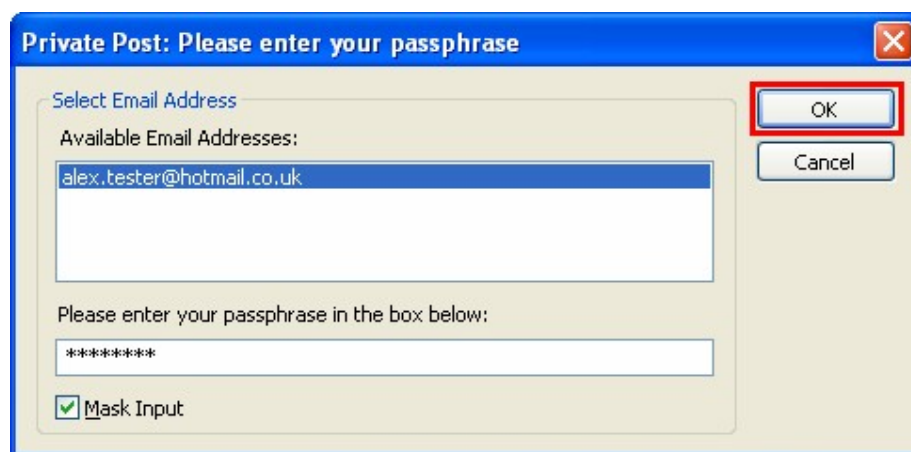 Private Post: Please enter your passphrase
Select Email Address
Available Email Addresses:
alex.tester@hotmail.co.uk
OK
Cancel
Please enter your passphrase in the box below:
********
Mask Input